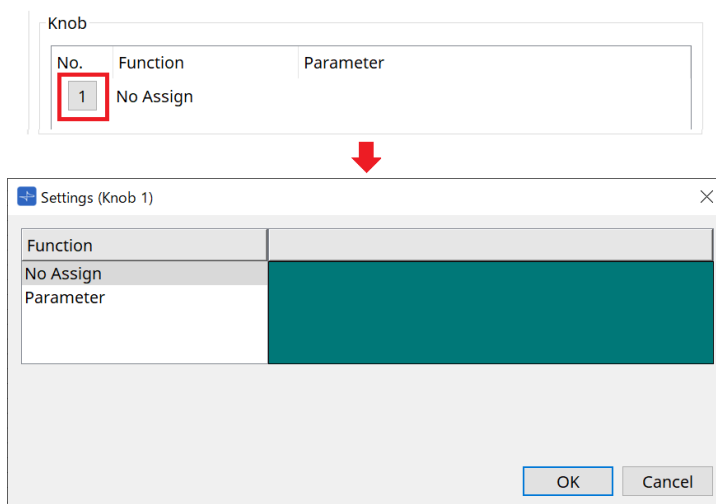 Knob
No. Function Parameter
1 No Assign
Settings (Knob 1)
Function
No Assign
Parameter
OK Cancel